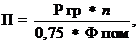 П = Р гр * п / 0,75 * Ф пом ,